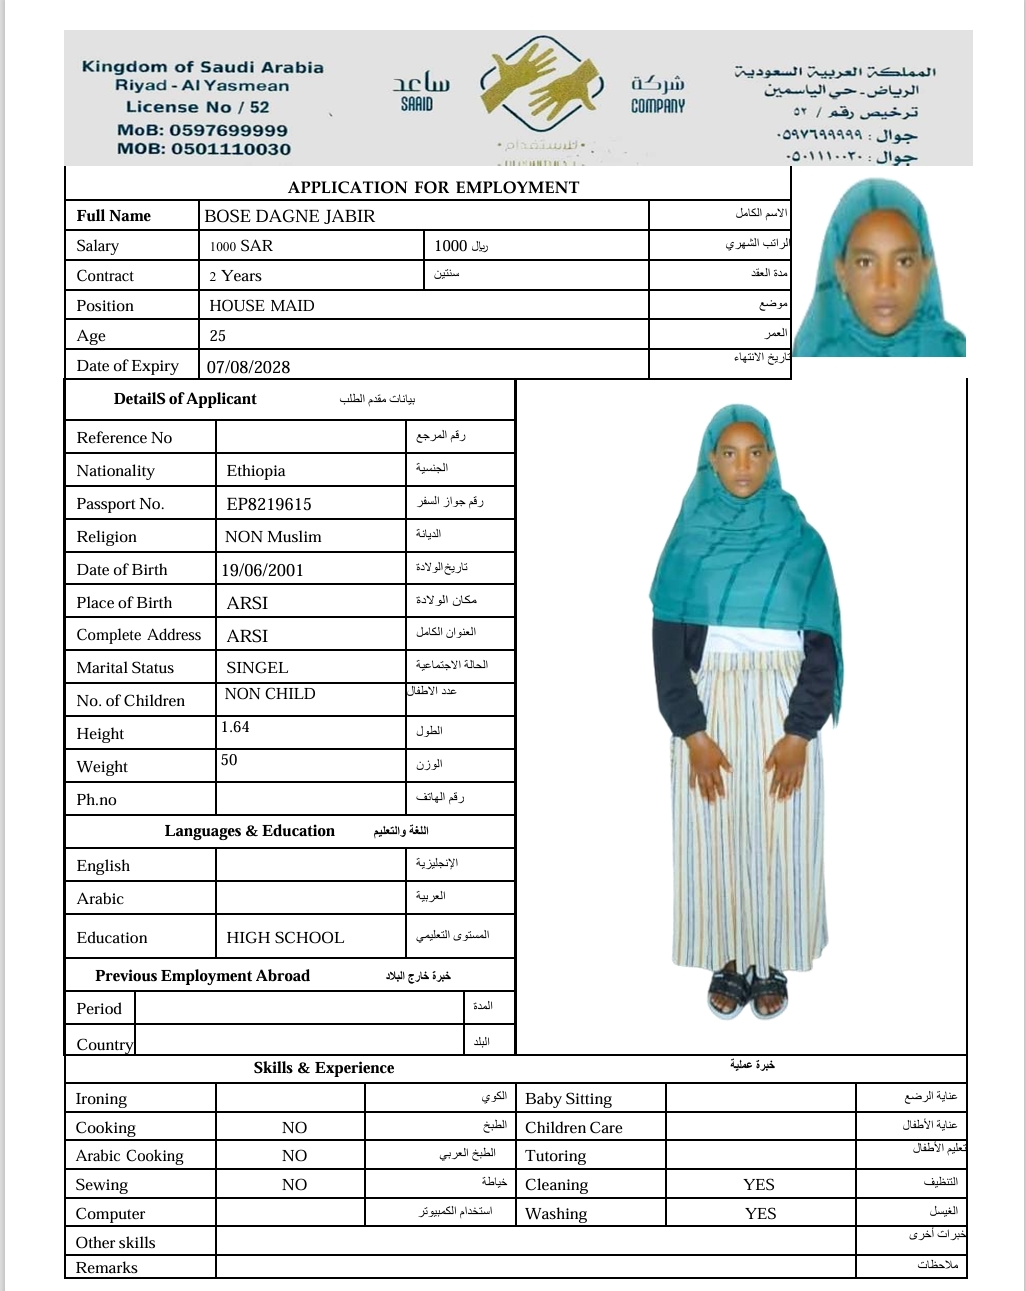 Kingdom of Saudi Arabia
Riyad - Al Yasmean
License No / 52
MoB: 0597699999
MOB: 0501110030
ساعد
SAAID
شركة
COMPANY
المملكة العربية السعودية
الرياض - حي الياسمين
ترخيص رقم / ٥٢
جوال : ٠٥٩٧٦٩٩٩٩٩
جوال : ٠٥٠١١١٠٠٣٠
للاستقدام
APPLICATION FOR EMPLOYMENT
Full Name BOSE DAGNE JABIR الاسم الكامل
Salary 1000 SAR 1000 ريال الراتب الشهري
Contract 2 Years سنتين مدة العقد
Position HOUSE MAID موضع
Age 25 العمر
Date of Expiry 07/08/2028 تاريخ الانتهاء
DetailS of Applicant بيانات مقدم الطلب
Reference No رقم المرجع
Nationality Ethiopia الجنسية
Passport No. EP8219615 رقم جواز السفر
Religion NON Muslim الديانة
Date of Birth 19/06/2001 تاريخ الولادة
Place of Birth ARSI مكان الولادة
Complete Address ARSI العنوان الكامل
Marital Status SINGEL الحالة الاجتماعية
No. of Children NON CHILD عدد الاطفال
Height 1.64 الطول
Weight 50 الوزن
Ph.no رقم الهاتف
Languages & Education اللغة والتعليم
English الإنجليزية
Arabic العربية
Education HIGH SCHOOL المستوى التعليمي
Previous Employment Abroad خبرة خارج البلاد
Period المدة
Country البلد
Skills & Experience خبرة عملية
Ironing الكوي Baby Sitting عناية الرضع
Cooking NO الطبخ Children Care عناية الأطفال
Arabic Cooking NO الطبخ العربي Tutoring تعليم الأطفال
Sewing NO خياطة Cleaning YES التنظيف
Computer استخدام الكمبيوتر Washing YES الغيسل
Other skills خبرات أخرى
Remarks ملاحظات